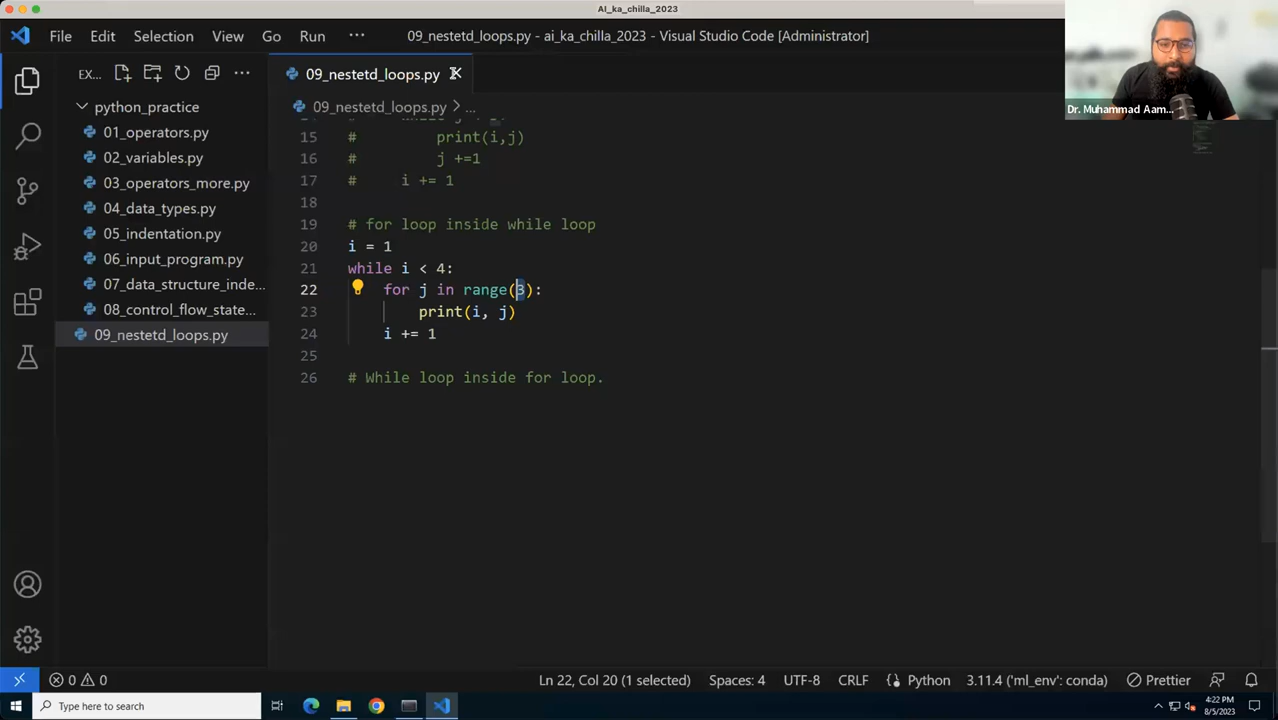 AI_ka_chilla_2023
File Edit Selection View Go Run ··· 09_nestetd_loops.py - ai_ka_chilla_2023 - Visual Studio Code [Administrator]
Dr. Muhammad Aam...
EX... ···
09_nestetd_loops.py
python_practice
01_operators.py
02_variables.py
03_operators_more.py
04_data_types.py
05_indentation.py
06_input_program.py
07_data_structure_inde...
08_control_flow_state...
09_nestetd_loops.py
09_nestetd_loops.py > ...
15 # print(i,j)
16 # j +=1
17 # i += 1
18
19 # for loop inside while loop
20 i = 1
21 while i < 4:
22 for j in range(3):
23 print(i, j)
24 i += 1
25
26 # While loop inside for loop.
0 0 Ln 22, Col 20 (1 selected) Spaces: 4 UTF-8 CRLF Python 3.11.4 ('ml_env': conda) Prettier
Type here to search
4:22 PM
8/5/2023